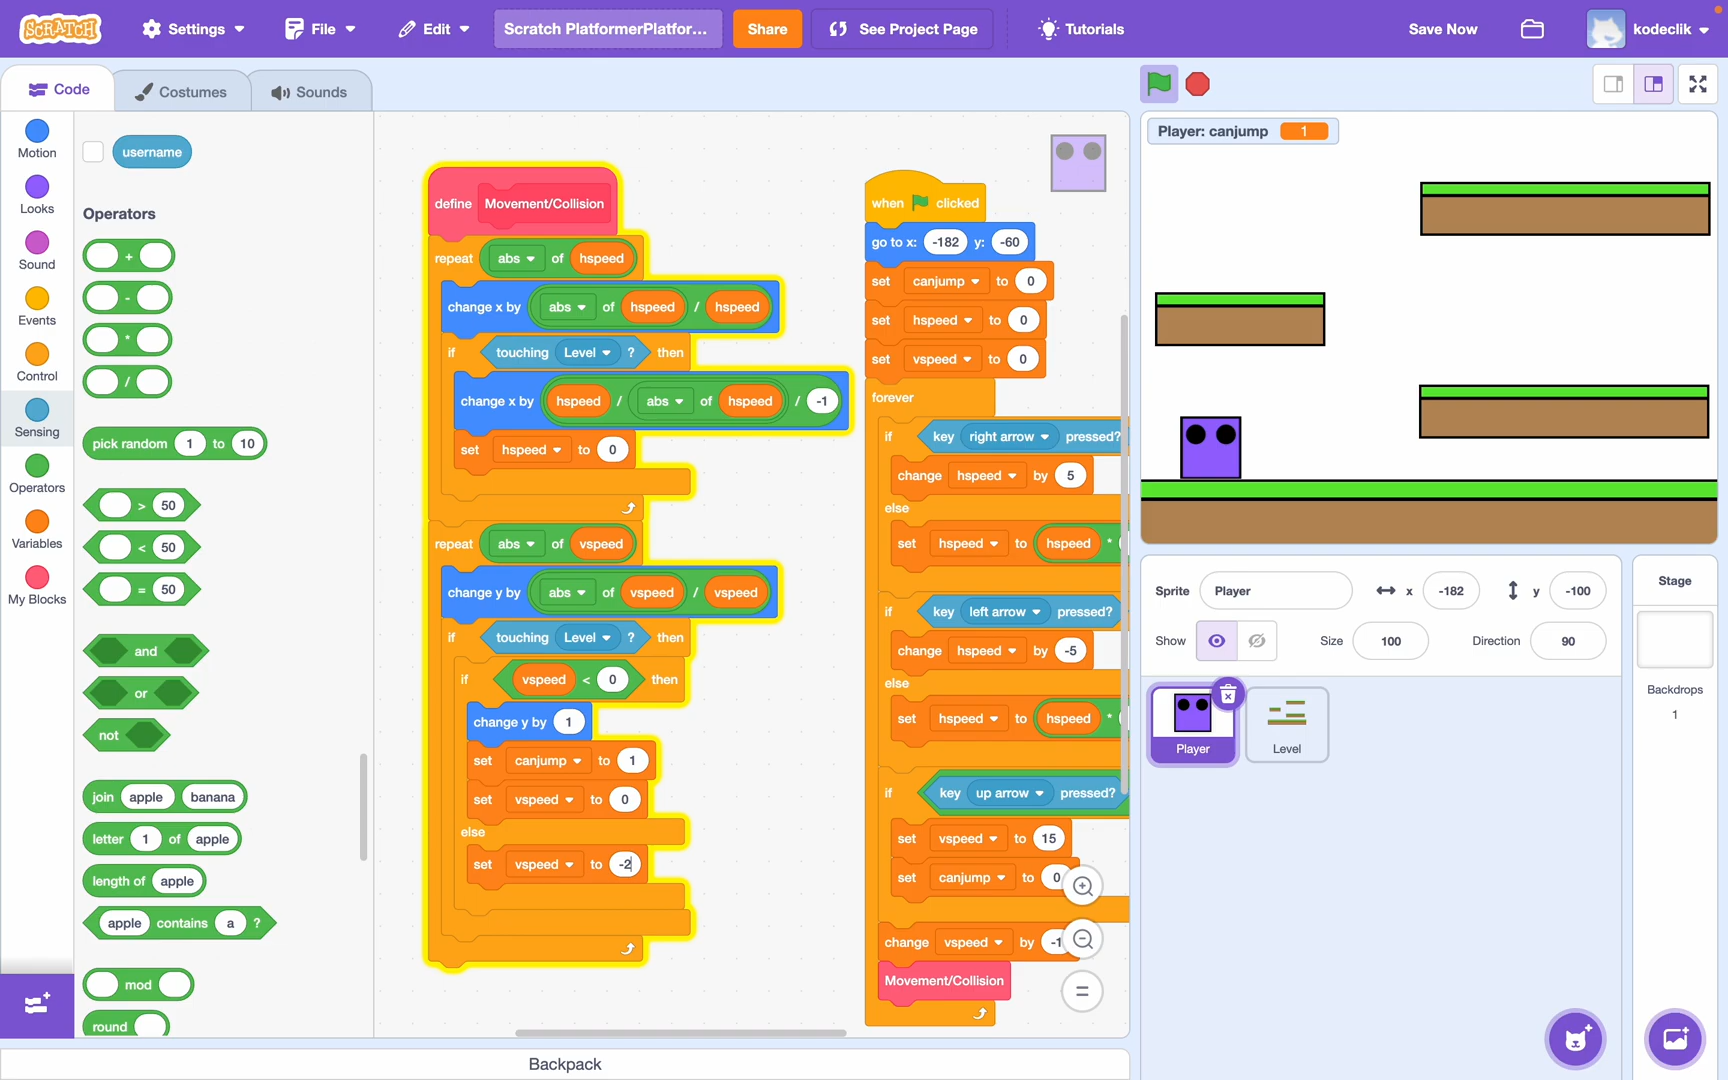 SCRATCH Settings File Edit Scratch PlatformerPlatfor... Share See Project Page Tutorials Save Now kodeclik
Code Costumes Sounds
Motion
Looks
Sound
Events
Control
Sensing
Operators
Variables
My Blocks
username
Operators
+
-
*
/
pick random 1 to 10
> 50
< 50
= 50
and
or
not
join apple banana
letter 1 of apple
length of apple
apple contains a ?
mod
round
define Movement/Collision
repeat abs of hspeed
change x by abs of hspeed / hspeed
if touching Level ? then
change x by hspeed / abs of hspeed / -1
set hspeed to 0
repeat abs of vspeed
change y by abs of vspeed / vspeed
if touching Level ? then
if vspeed < 0 then
change y by 1
set canjump to 1
set vspeed to 0
else
set vspeed to -2
when clicked
go to x: -182 y: -60
set canjump to 0
set hspeed to 0
set vspeed to 0
forever
if key right arrow pressed?
change hspeed by 5
else
set hspeed to hspeed *
if key left arrow pressed?
change hspeed by -5
else
set hspeed to hspeed *
if key up arrow pressed?
set vspeed to 15
set canjump to 0
change vspeed by -1
Movement/Collision
Backpack
Player: canjump 1
Sprite Player x -182 y -100
Show Size 100 Direction 90
Player
Level
Stage
Backdrops
1